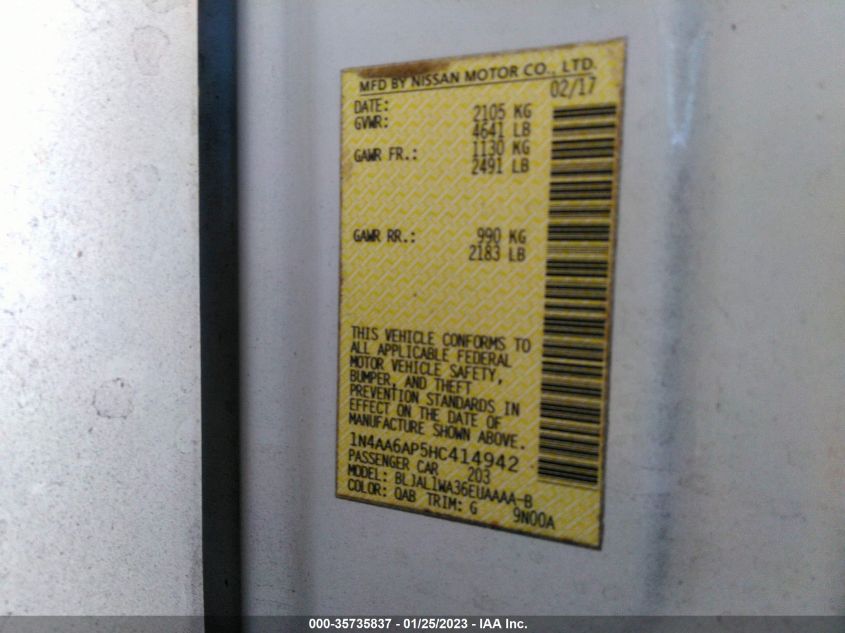 MFD BY NISSAN MOTOR CO., LTD.
DATE: 02/17
GVWR: 2105 KG
4641 LB
GAWR FR.: 1130 KG
2491 LB
GAWR RR.: 990 KG
2183 LB
THIS VEHICLE CONFORMS TO
ALL APPLICABLE FEDERAL
MOTOR VEHICLE SAFETY,
BUMPER, AND THEFT
PREVENTION STANDARDS IN
EFFECT ON THE DATE OF
MANUFACTURE SHOWN ABOVE.
1N4AA6AP5HC414942
PASSENGER CAR 203
MODEL: BLJALIWA36EUAAAA-B
COLOR: QAB TRIM: G 9N00A
000-35735837 - 01/25/2023 - IAA Inc.